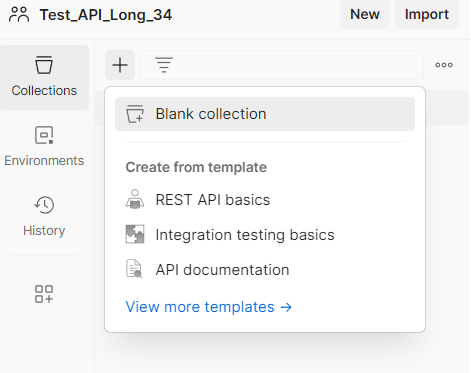 Test_API_Long_34
New
Import
Collections
Blank collection
Environments
Create from template
REST API basics
History
Integration testing basics
API documentation
View more templates →